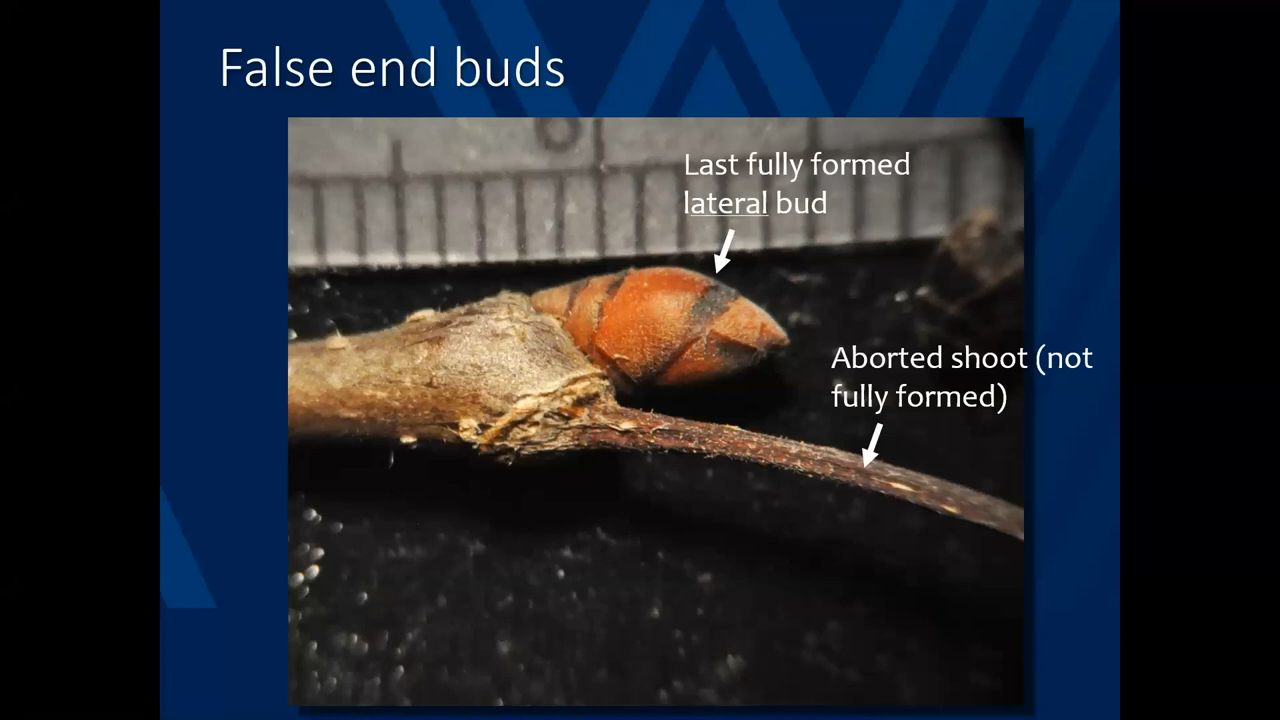 False end buds
Last fully formed
lateral bud
Aborted shoot (not
fully formed)